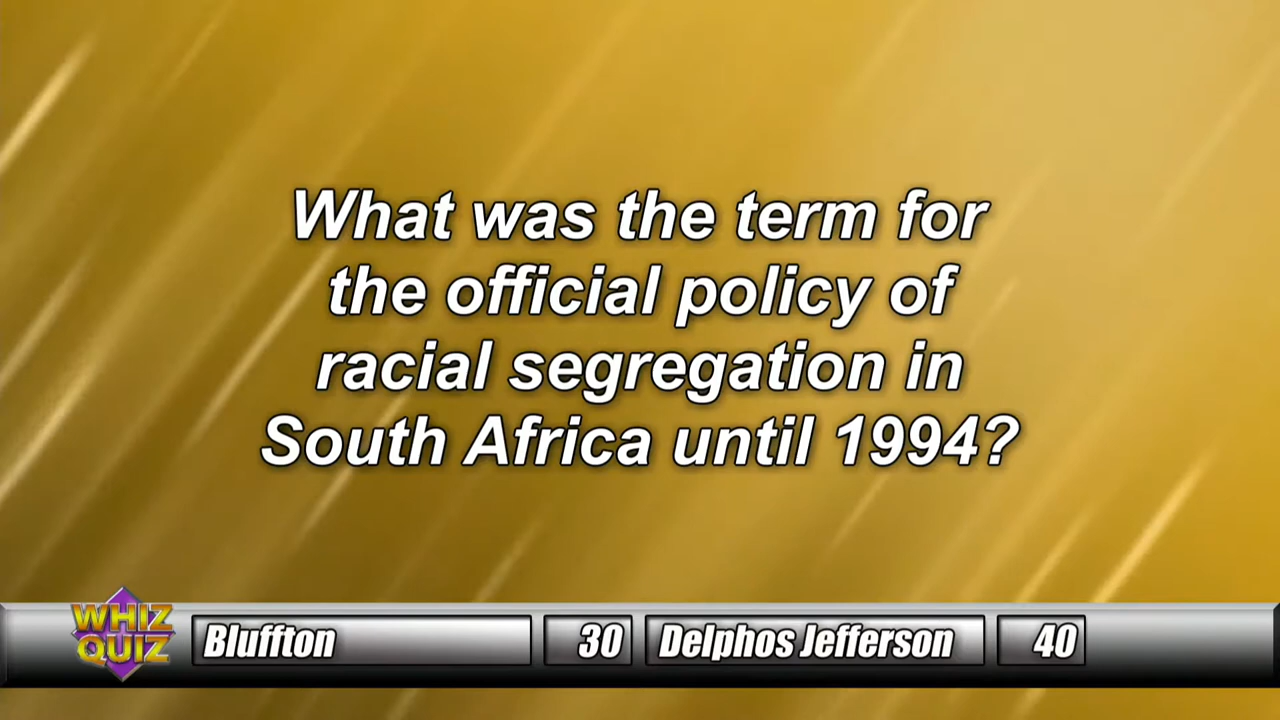 What was the term for
the official policy of
racial segregation in
South Africa until 1994?
WHIZ
QUIZ
Bluffton 30 Delphos Jefferson 40